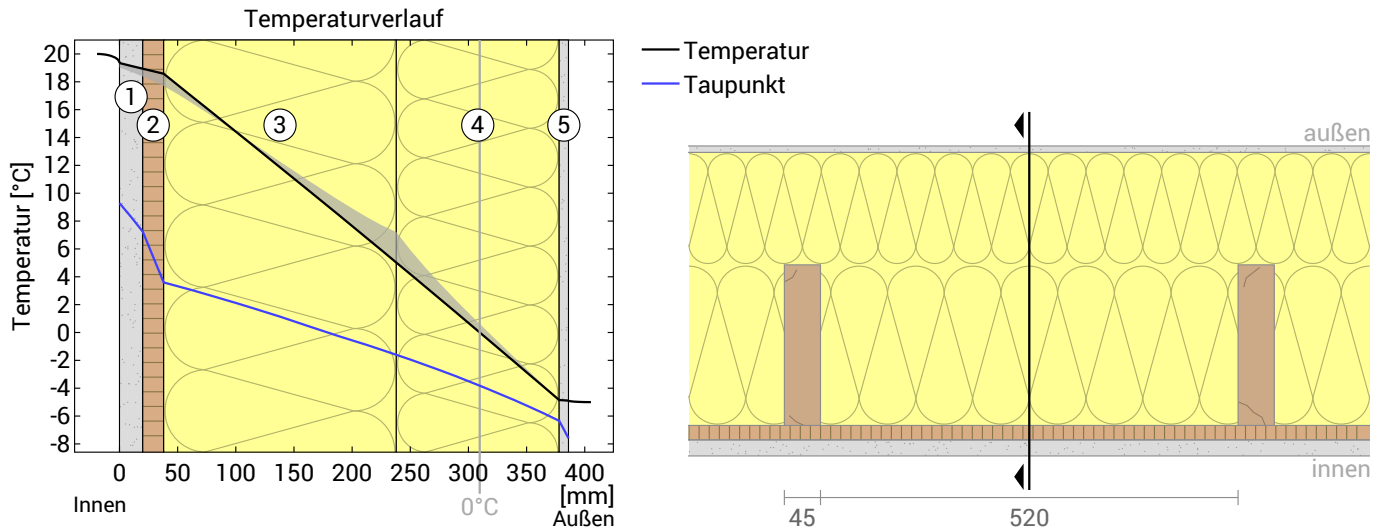 Temperaturverlauf
Temperatur [°C]
20
18
16
14
12
10
8
6
4
2
0
-2
-4
-6
-8
1
2
3
4
5
0 50 100 150 200 250 300 350 400
[mm]
Innen
0°C
Außen
Temperatur
Taupunkt
außen
innen
45 520